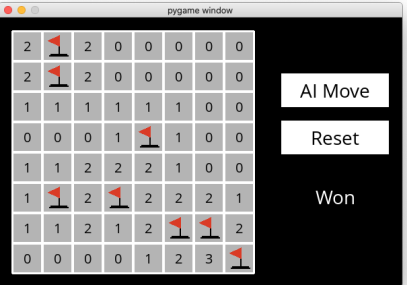 pygame window
2 2 0 0 0 0 0
2 2 0 0 0 0 0
1 1 1 1 1 1 0 0
0 0 0 1 1 0 0
1 1 2 2 2 1 0 0
1 2 2 2 2 1
1 1 2 1 2 2
0 0 0 0 1 2 3
AI Move
Reset
Won